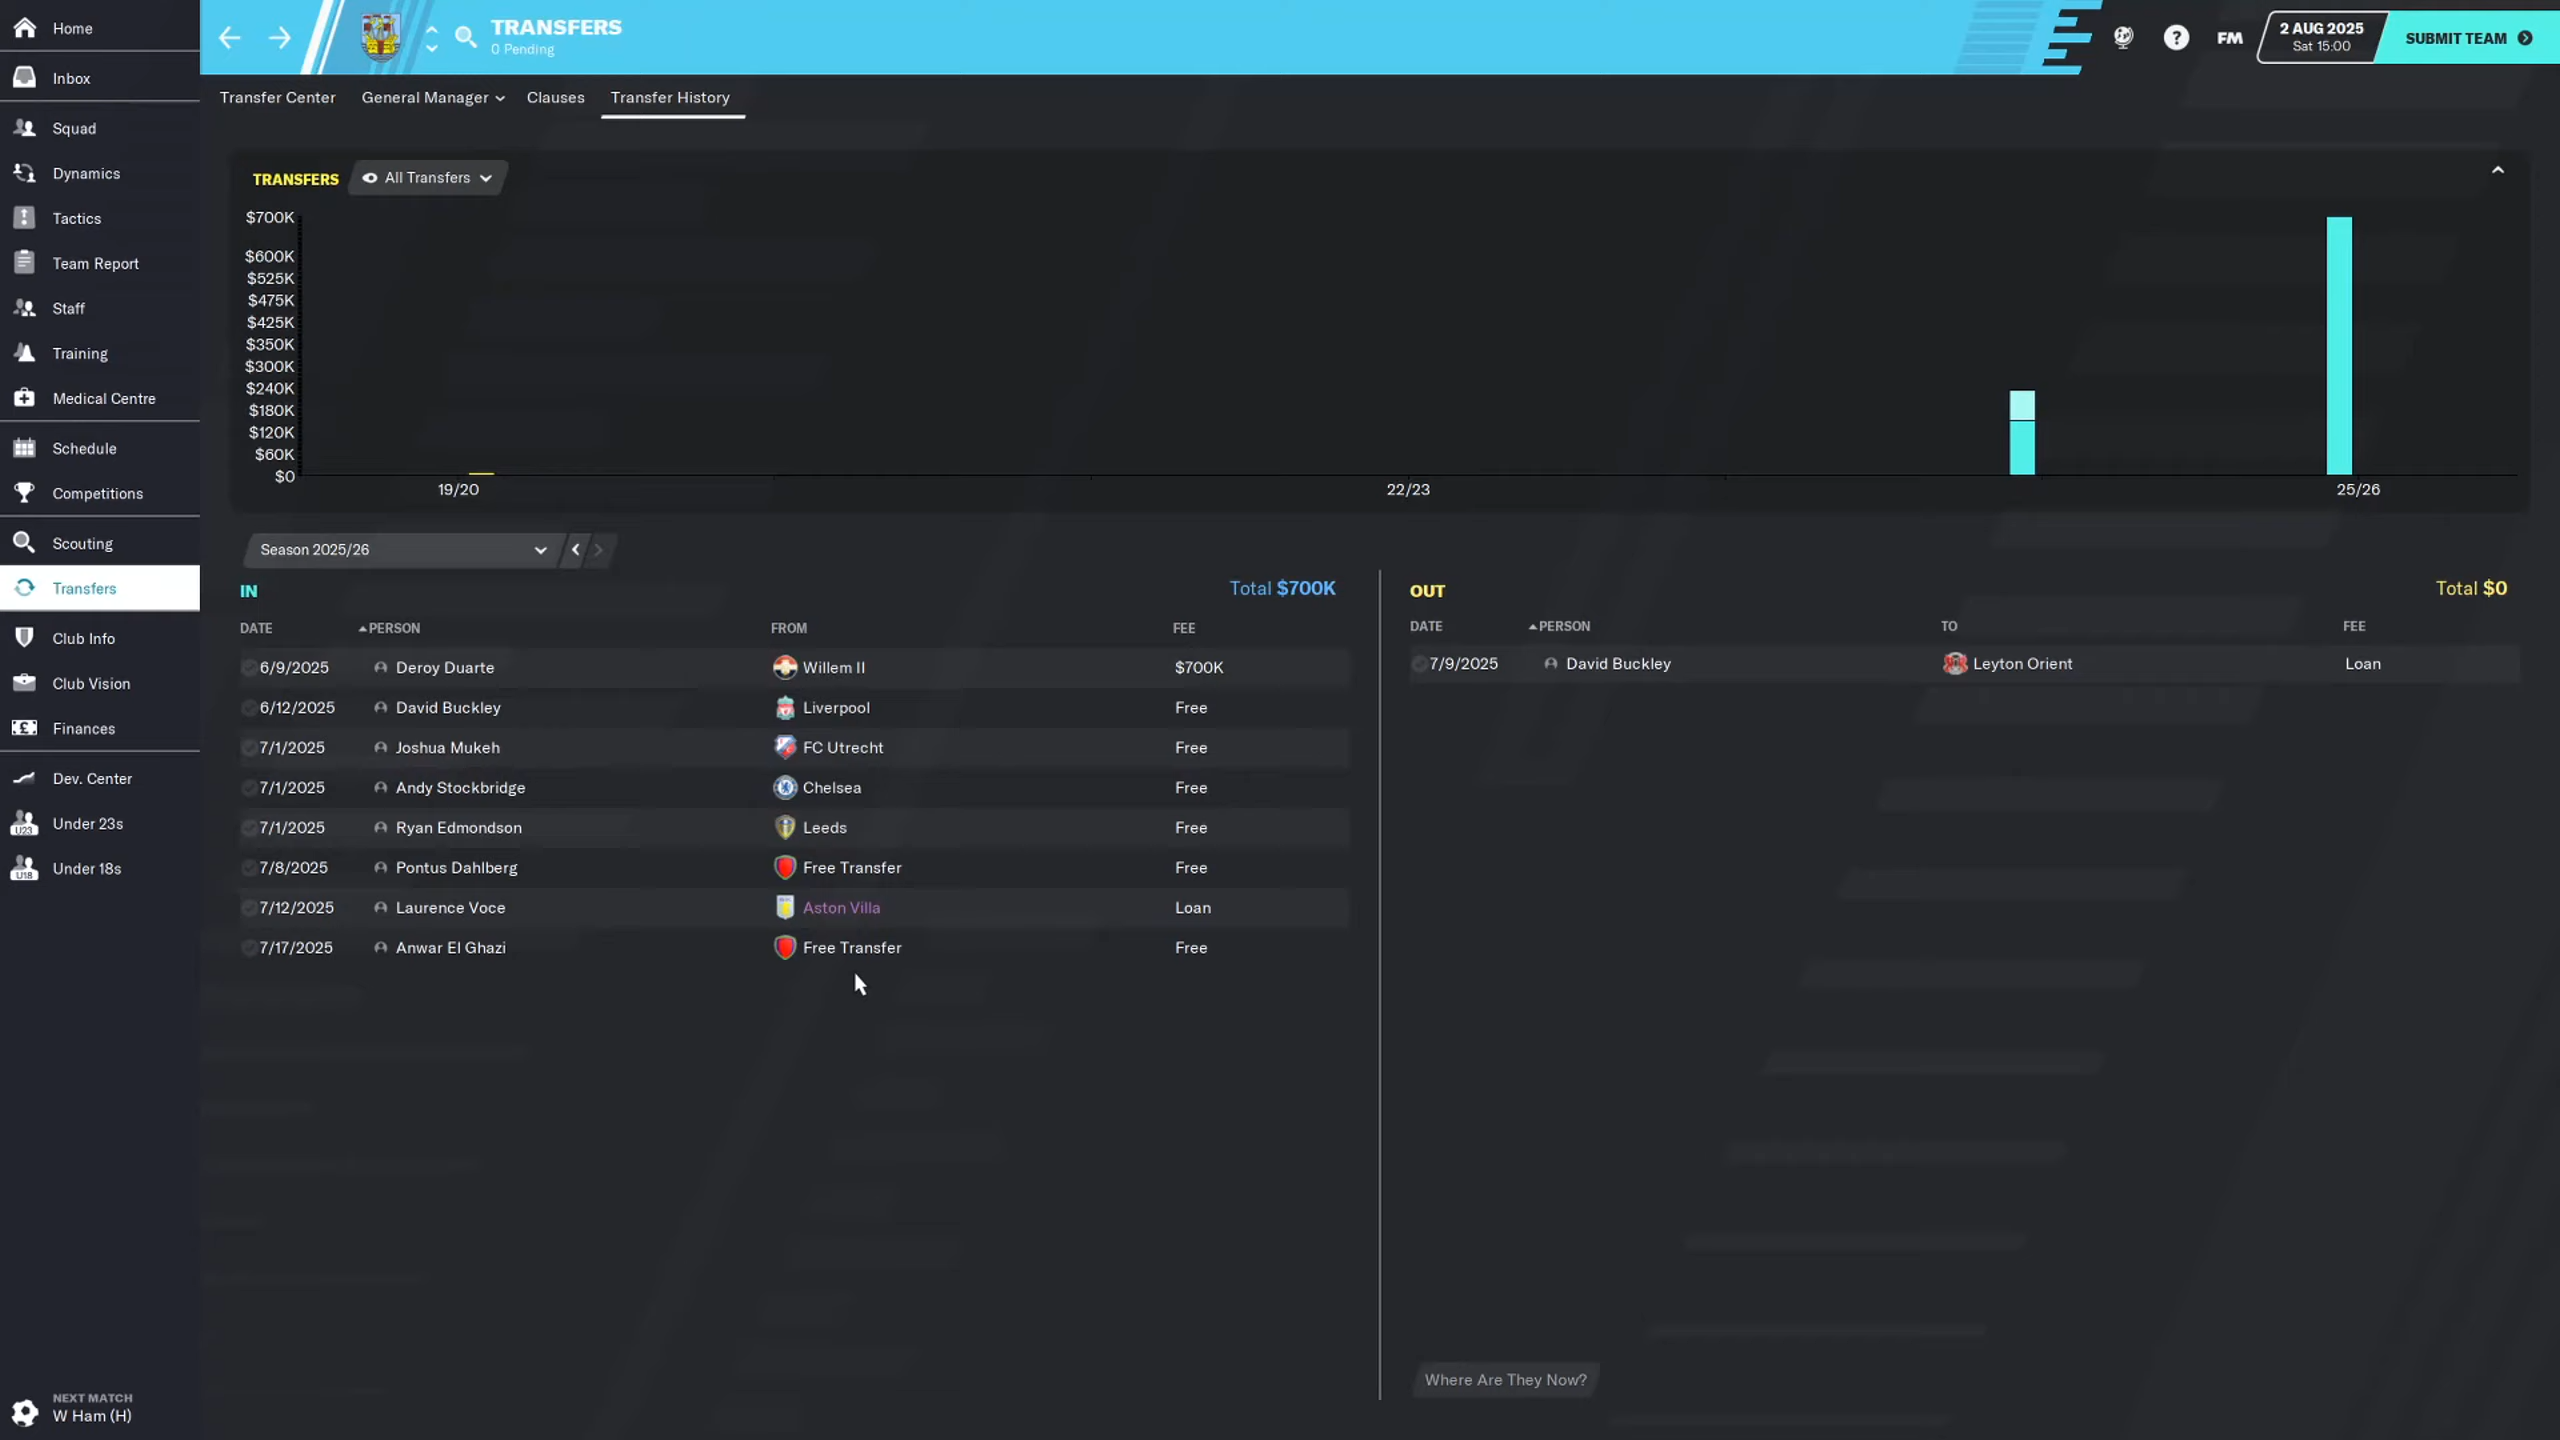 Home
Inbox
Squad
Dynamics
Tactics
Team Report
Staff
Training
Medical Centre
Schedule
Competitions
Scouting
Transfers
Club Info
Club Vision
Finances
Dev. Center
U23 Under 23s
U18 Under 18s
NEXT MATCH
W Ham (H)
TRANSFERS
0 Pending
FM
2 AUG 2025
Sat 15:00
SUBMIT TEAM
Transfer Center General Manager Clauses Transfer History
TRANSFERS All Transfers
$700K
$600K
$525K
$475K
$425K
$350K
$300K
$240K
$180K
$120K
$60K
$0
19/20 22/23 25/26
Season 2025/26
IN Total $700K
DATE PERSON FROM FEE
6/9/2025 Deroy Duarte Willem II $700K
6/12/2025 David Buckley Liverpool Free
7/1/2025 Joshua Mukeh FC Utrecht Free
7/1/2025 Andy Stockbridge Chelsea Free
7/1/2025 Ryan Edmondson Leeds Free
7/8/2025 Pontus Dahlberg Free Transfer Free
7/12/2025 Laurence Voce Aston Villa Loan
7/17/2025 Anwar El Ghazi Free Transfer Free
OUT Total $0
DATE PERSON TO FEE
7/9/2025 David Buckley Leyton Orient Loan
Where Are They Now?